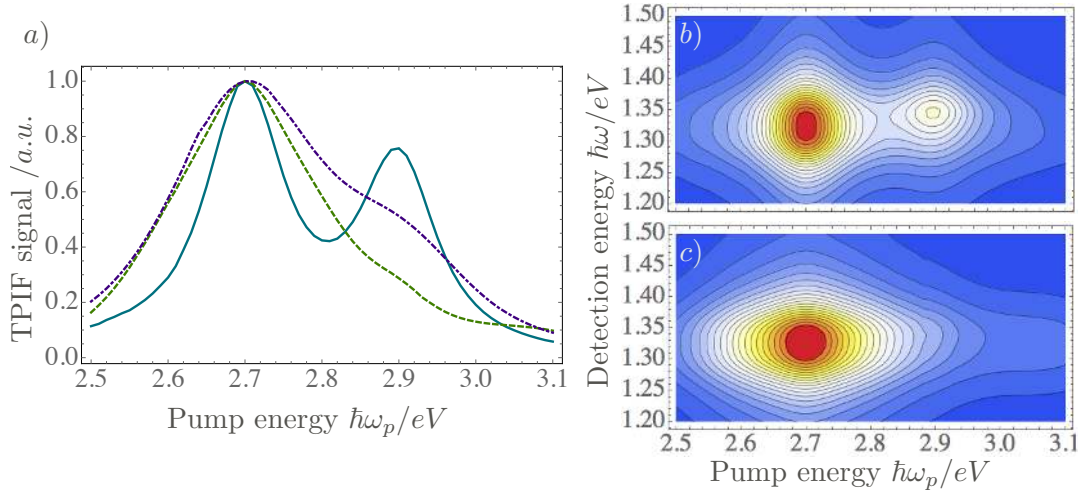 a)
TPIF signal /a.u.
1.0
0.8
0.6
0.4
0.2
0.0
2.5 2.6 2.7 2.8 2.9 3.0 3.1
Pump energy ℏωₚ/eV
Detection energy ℏω/eV
b)
1.50
1.45
1.40
1.35
1.30
1.25
1.20
c)
1.50
1.45
1.40
1.35
1.30
1.25
1.20
2.5 2.6 2.7 2.8 2.9 3.0 3.1
Pump energy ℏωₚ/eV